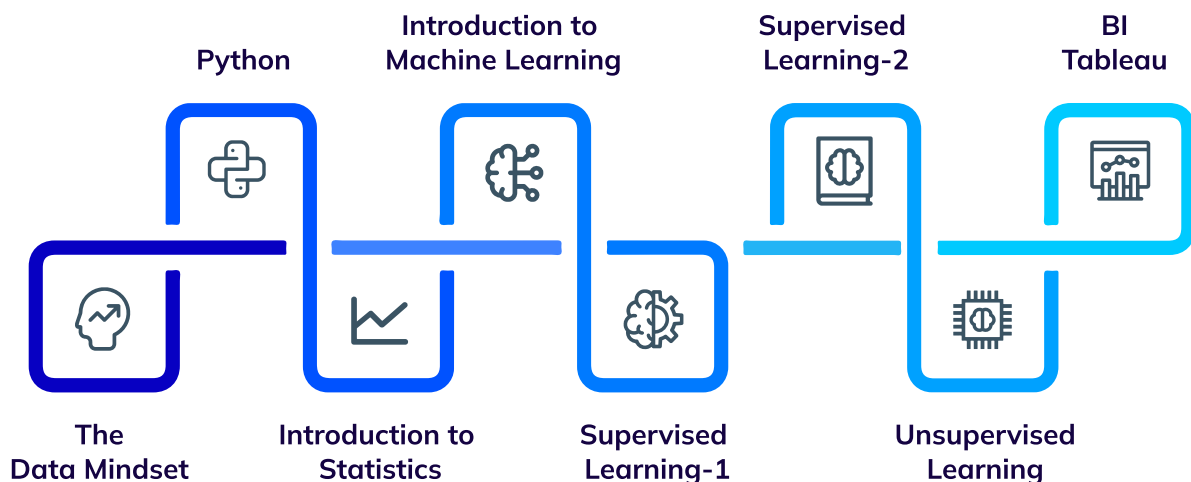 The
Data Mindset
Python
Introduction to
Statistics
Introduction to
Machine Learning
Supervised
Learning-1
Supervised
Learning-2
Unsupervised
Learning
BI
Tableau